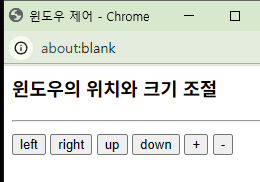 윈도우 제어 - Chrome
about:blank
윈도우의 위치와 크기 조절
left right up down + -